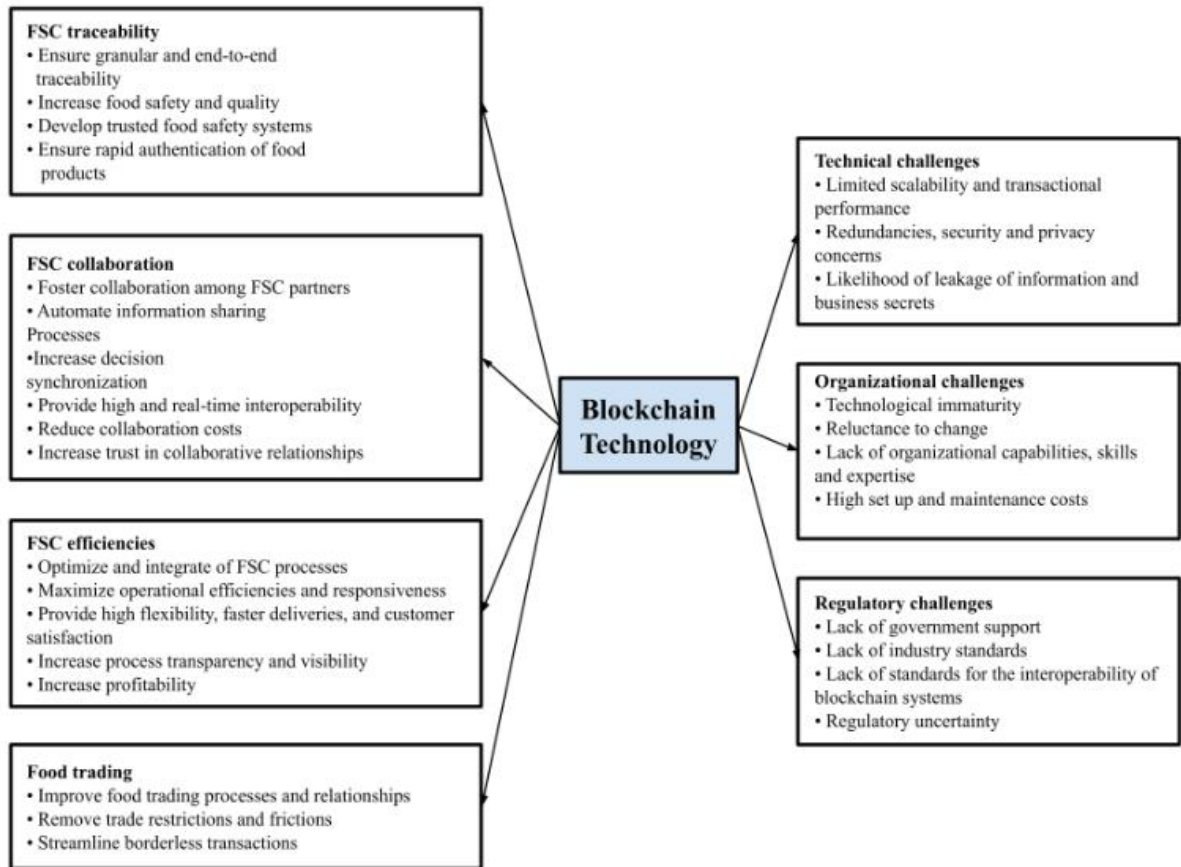 FSC traceability
• Ensure granular and end-to-end
traceability
• Increase food safety and quality
• Develop trusted food safety systems
• Ensure rapid authentication of food
products
FSC collaboration
• Foster collaboration among FSC partners
• Automate information sharing
Processes
•Increase decision
synchronization
• Provide high and real-time interoperability
• Reduce collaboration costs
• Increase trust in collaborative relationships
FSC efficiencies
• Optimize and integrate of FSC processes
• Maximize operational efficiencies and responsiveness
• Provide high flexibility, faster deliveries, and customer
satisfaction
• Increase process transparency and visibility
• Increase profitability
Food trading
• Improve food trading processes and relationships
• Remove trade restrictions and frictions
• Streamline borderless transactions
Blockchain
Technology
Technical challenges
• Limited scalability and transactional
performance
• Redundancies, security and privacy
concerns
• Likelihood of leakage of information and
business secrets
Organizational challenges
• Technological immaturity
• Reluctance to change
• Lack of organizational capabilities, skills
and expertise
• High set up and maintenance costs
Regulatory challenges
• Lack of government support
• Lack of industry standards
• Lack of standards for the interoperability of
blockchain systems
• Regulatory uncertainty